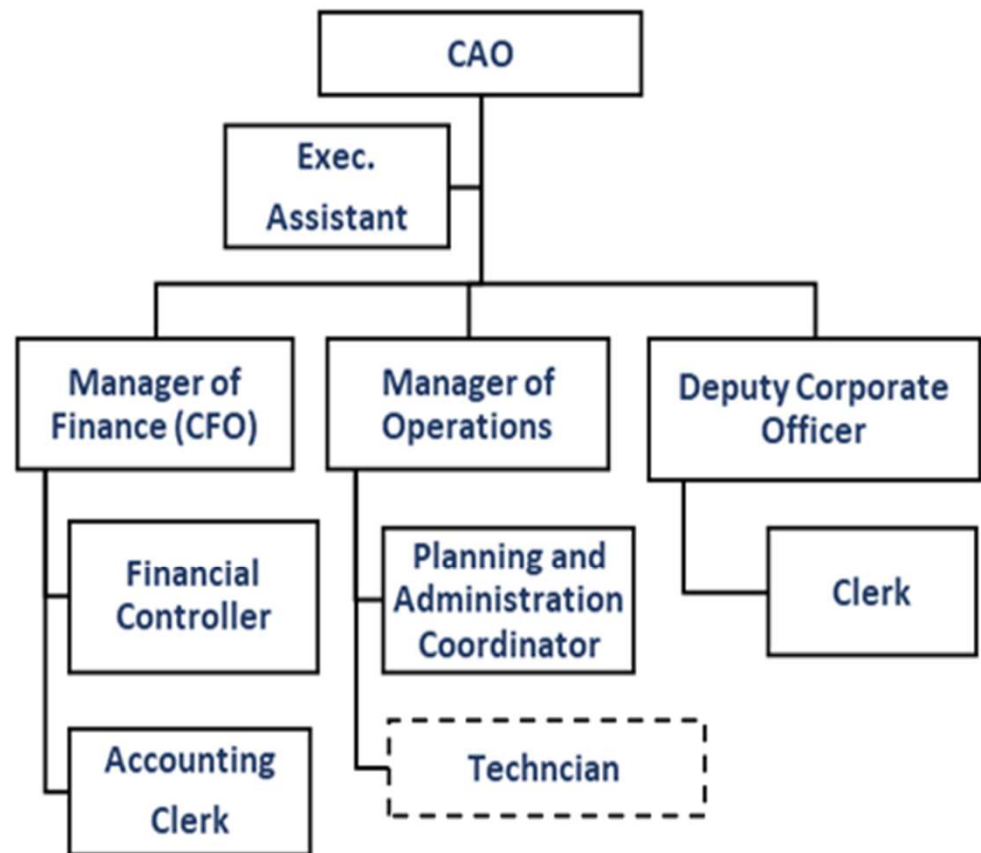 CAO
Exec.
Assistant
Manager of
Finance (CFO)
Manager of
Operations
Deputy Corporate
Officer
Financial
Controller
Planning and
Administration
Coordinator
Clerk
Accounting
Clerk
Techncian